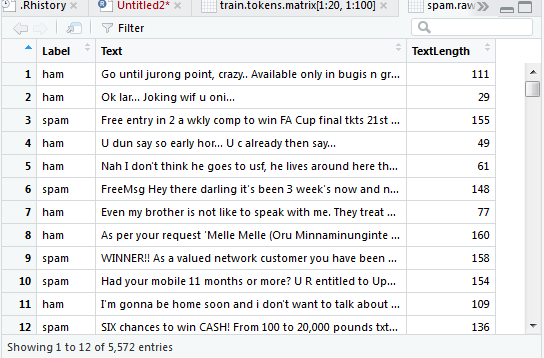 .Rhistory Untitled2* train.tokens.matrix[1:20, 1:100] spam.raw
Filter
Label Text TextLength
1 ham Go until jurong point, crazy.. Available only in bugis n gr... 111
2 ham Ok lar... Joking wif u oni... 29
3 spam Free entry in 2 a wkly comp to win FA Cup final tkts 21st ... 155
4 ham U dun say so early hor... U c already then say... 49
5 ham Nah I don't think he goes to usf, he lives around here th... 61
6 spam FreeMsg Hey there darling it's been 3 week's now and n... 148
7 ham Even my brother is not like to speak with me. They treat ... 77
8 ham As per your request 'Melle Melle (Oru Minnaminunginte ... 160
9 spam WINNER!! As a valued network customer you have been ... 158
10 spam Had your mobile 11 months or more? U R entitled to Up... 154
11 ham I'm gonna be home soon and i don't want to talk about ... 109
12 spam SIX chances to win CASH! From 100 to 20,000 pounds txt... 136
Showing 1 to 12 of 5,572 entries